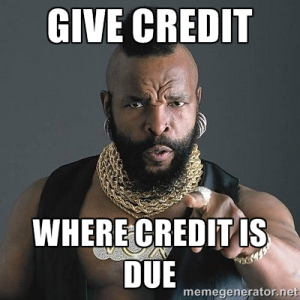 GIVE CREDIT
WHERE CREDIT IS
DUE
memegenerator.net